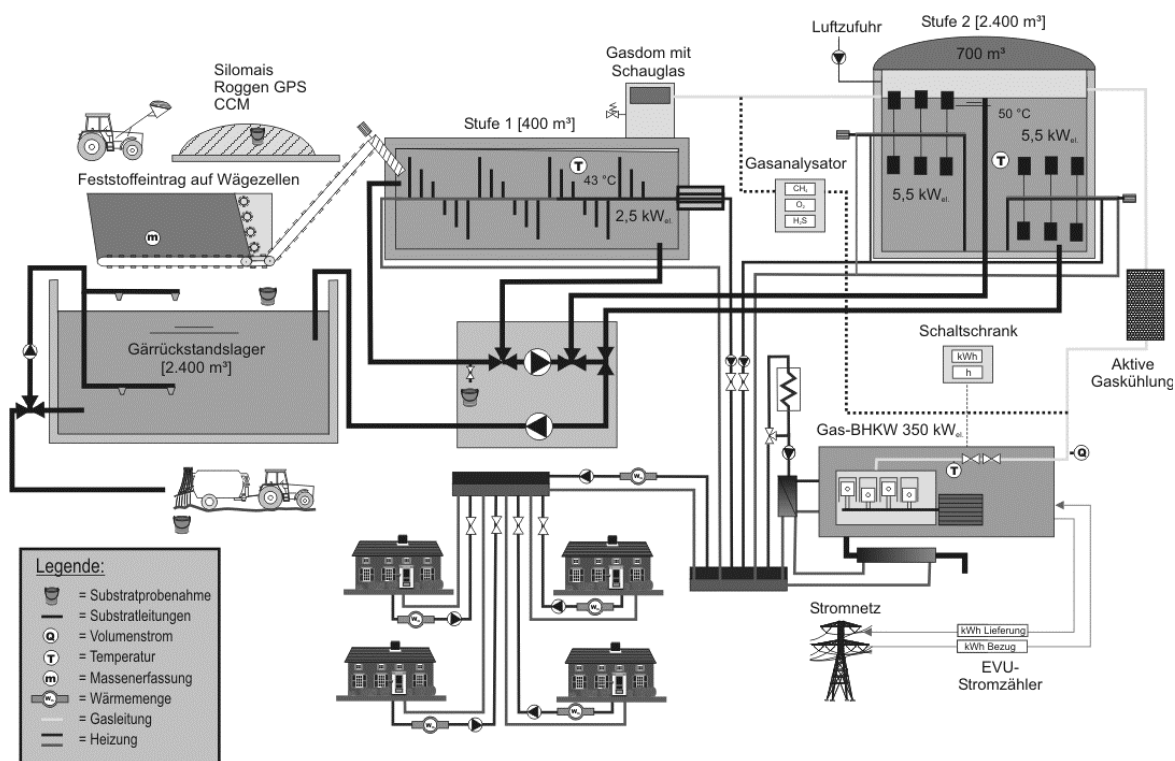 Luftzufuhr
Stufe 2 [2.400 m³]
700 m³
Gasdom mit
Schauglas
Silomais
Roggen GPS
CCM
Stufe 1 [400 m³]
50 °C
5,5 kWel.
5,5 kWel.
T
T
43 °C
2,5 kWel.
Gasanalysator
CH₄
O₂
H₂S
Feststoffeintrag auf Wägezellen
m
Gärrückstandslager
[2.400 m³]
Schaltschrank
kWh
h
Aktive
Gaskühlung
Gas-BHKW 350 kWel.
T
Q
Stromnetz
kWh Lieferung
kWh Bezug
EVU-
Stromzähler
Legende:
= Substratprobenahme
= Substratleitungen
Q = Volumenstrom
T = Temperatur
m = Massenerfassung
= Wärmemenge
= Gasleitung
= Heizung